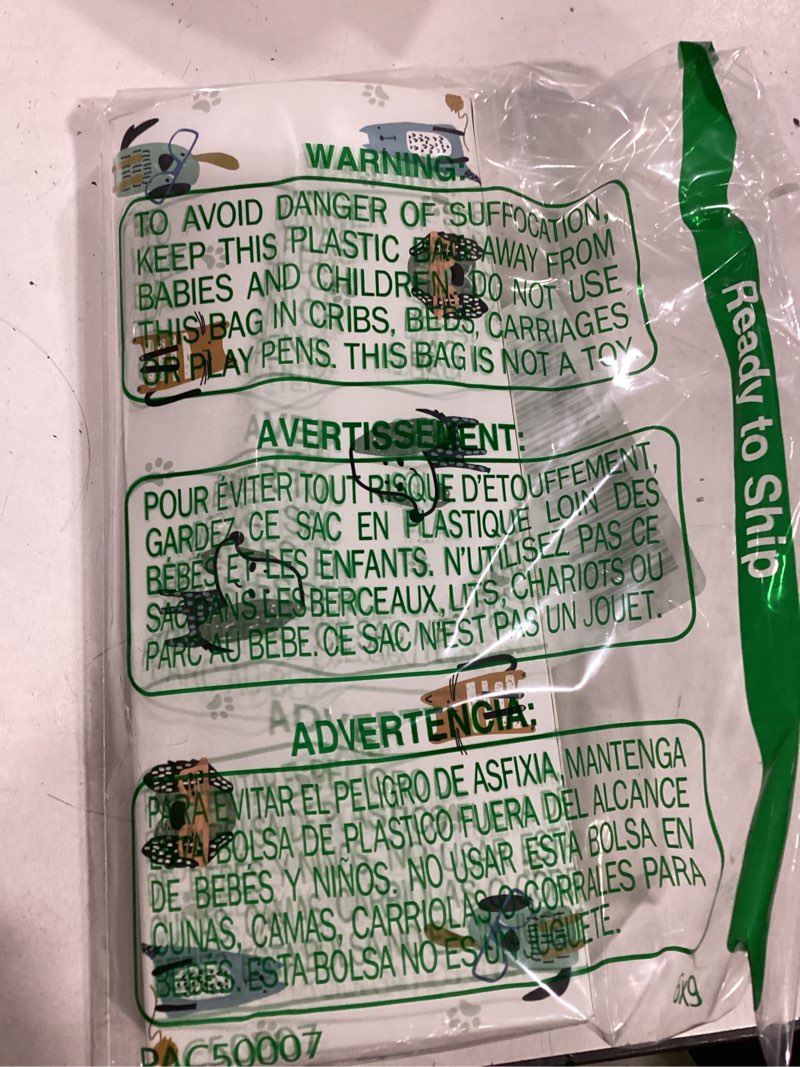 WARNING:
TO AVOID DANGER OF SUFFOCATION,
KEEP THIS PLASTIC BAG AWAY FROM
BABIES AND CHILDREN. DO NOT USE
THIS BAG IN CRIBS, BEDS, CARRIAGES
OR PLAY PENS. THIS BAG IS NOT A TOY
AVERTISSEMENT:
POUR ÉVITER TOUT RISQUE D'ETOUFFEMENT,
GARDEZ CE SAC EN PLASTIQUE LOIN DES
BÉBÉS ET LES ENFANTS. N'UTILISEZ PAS CE
SAC DANS LES BERCEAUX, LITS, CHARIOTS OU
PARC AU BEBE. CE SAC N'EST PAS UN JOUET.
ADVERTENCIA:
PARA EVITAR EL PELIGRO DE ASFIXIA, MANTENGA
ESTA BOLSA DE PLASTICO FUERA DEL ALCANCE
DE BEBÉS Y NIÑOS. NO USAR ESTA BOLSA EN
CUNAS, CAMAS, CARRIOLAS O CORRALES PARA
BEBÉS. ESTA BOLSA NO ES UN JUGUETE.
6x9
PAC50007
Ready to Ship